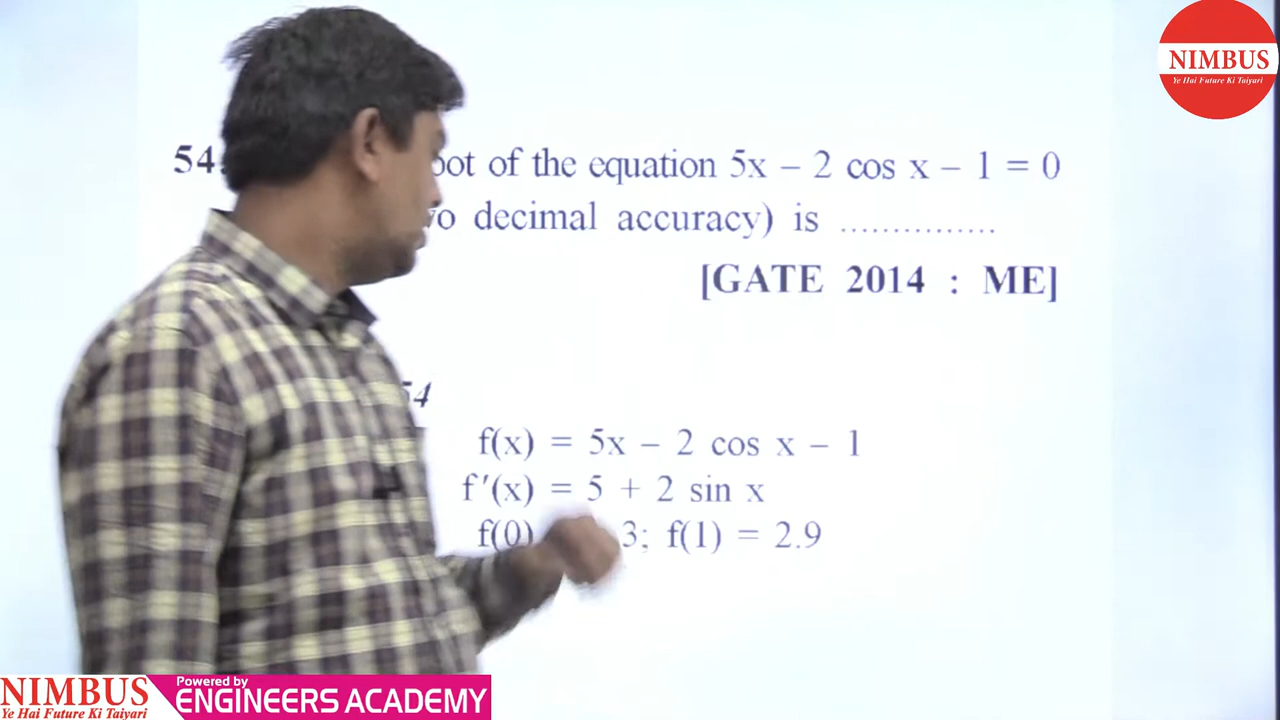 NIMBUS
Ye Hai Future Ki Taiyari
54. oot of the equation 5x – 2 cos x – 1 = 0
decimal accuracy) is ...............
[GATE 2014 : ME]
54
f(x) = 5x – 2 cos x – 1
f'(x) = 5 + 2 sin x
f(0) 3; f(1) = 2.9
NIMBUS
Ye Hai Future Ki Taiyari
Powered by
ENGINEERS ACADEMY